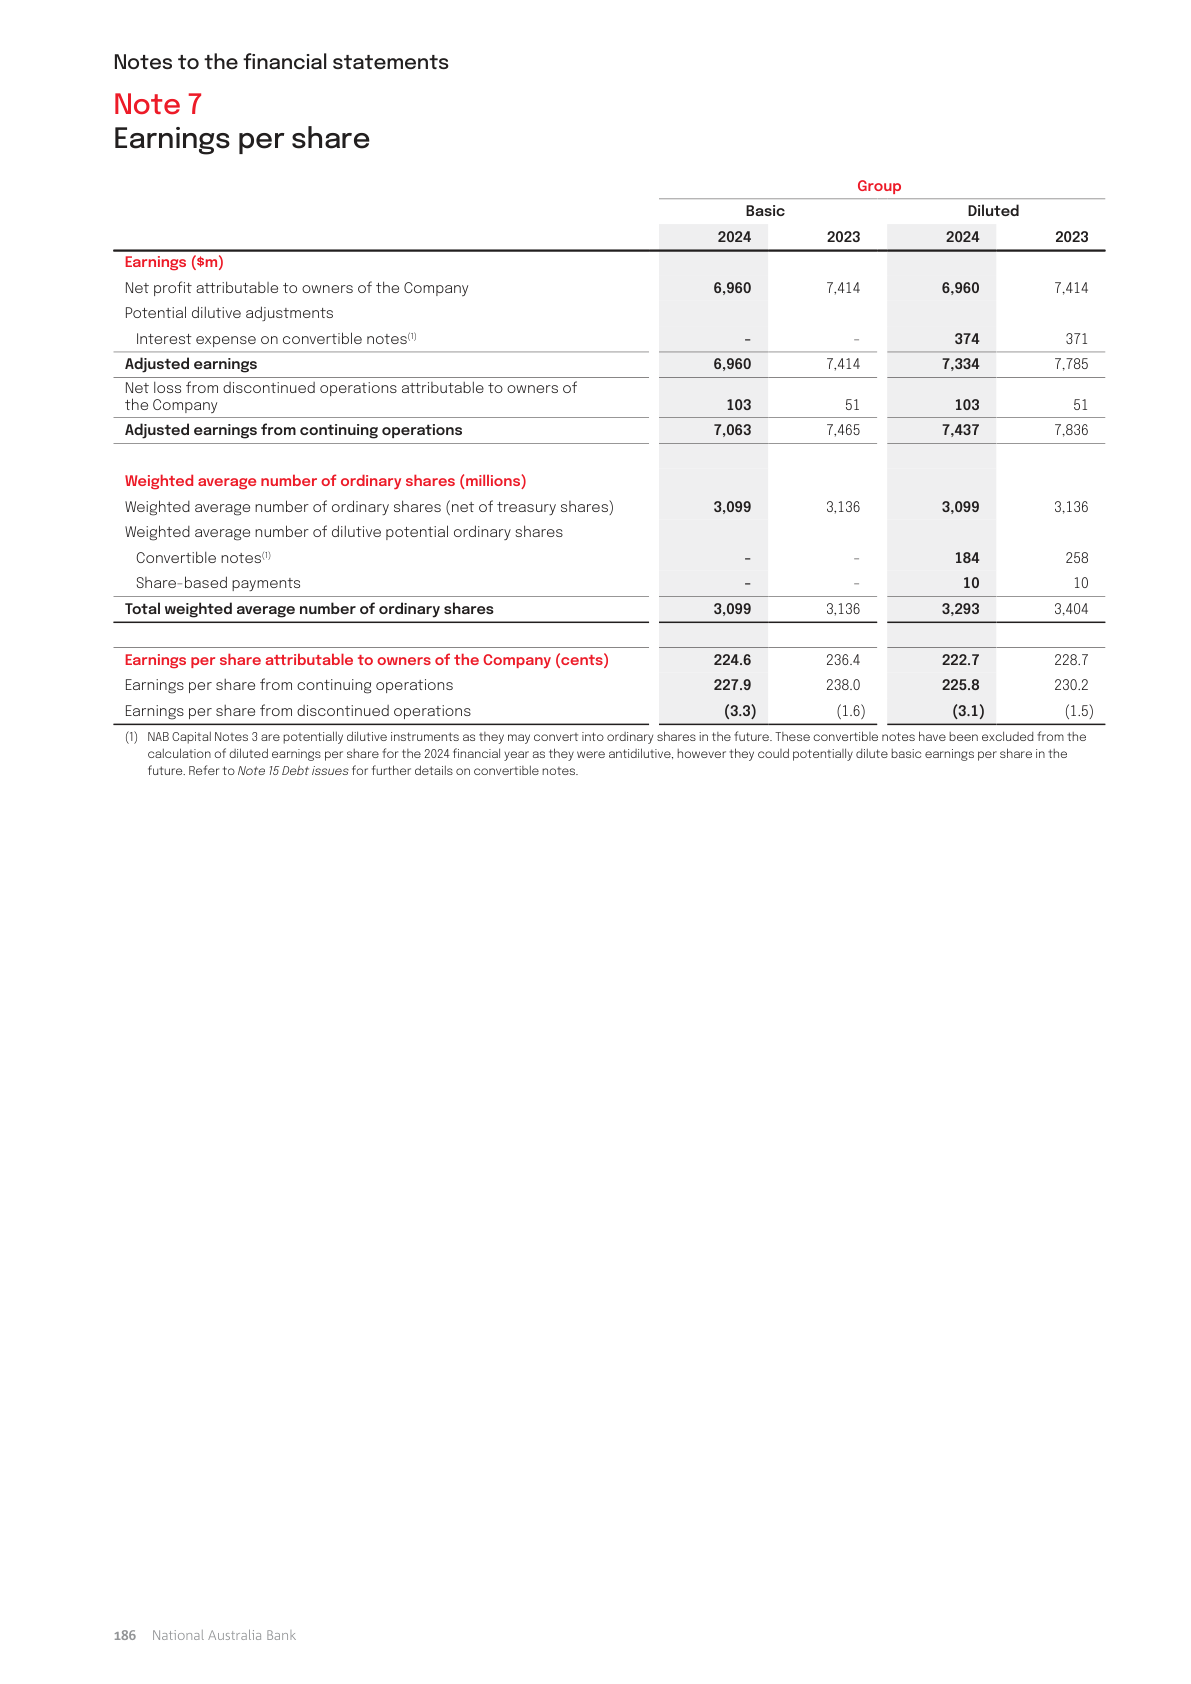 Notes to the financial statements
Note 7
Earnings per share
Group
Basic Diluted
2024 2023 2024 2023
Earnings ($m)
Net profit attributable to owners of the Company 6,960 7,414 6,960 7,414
Potential dilutive adjustments
Interest expense on convertible notes(1) – – 374 371
Adjusted earnings 6,960 7,414 7,334 7,785
Net loss from discontinued operations attributable to owners of
the Company 103 51 103 51
Adjusted earnings from continuing operations 7,063 7,465 7,437 7,836
Weighted average number of ordinary shares (millions)
Weighted average number of ordinary shares (net of treasury shares) 3,099 3,136 3,099 3,136
Weighted average number of dilutive potential ordinary shares
Convertible notes(1) – – 184 258
Share-based payments – – 10 10
Total weighted average number of ordinary shares 3,099 3,136 3,293 3,404
Earnings per share attributable to owners of the Company (cents) 224.6 236.4 222.7 228.7
Earnings per share from continuing operations 227.9 238.0 225.8 230.2
Earnings per share from discontinued operations (3.3) (1.6) (3.1) (1.5)
(1) NAB Capital Notes 3 are potentially dilutive instruments as they may convert into ordinary shares in the future. These convertible notes have been excluded from the
calculation of diluted earnings per share for the 2024 financial year as they were antidilutive, however they could potentially dilute basic earnings per share in the
future. Refer to Note 15 Debt issues for further details on convertible notes.
186 National Australia Bank